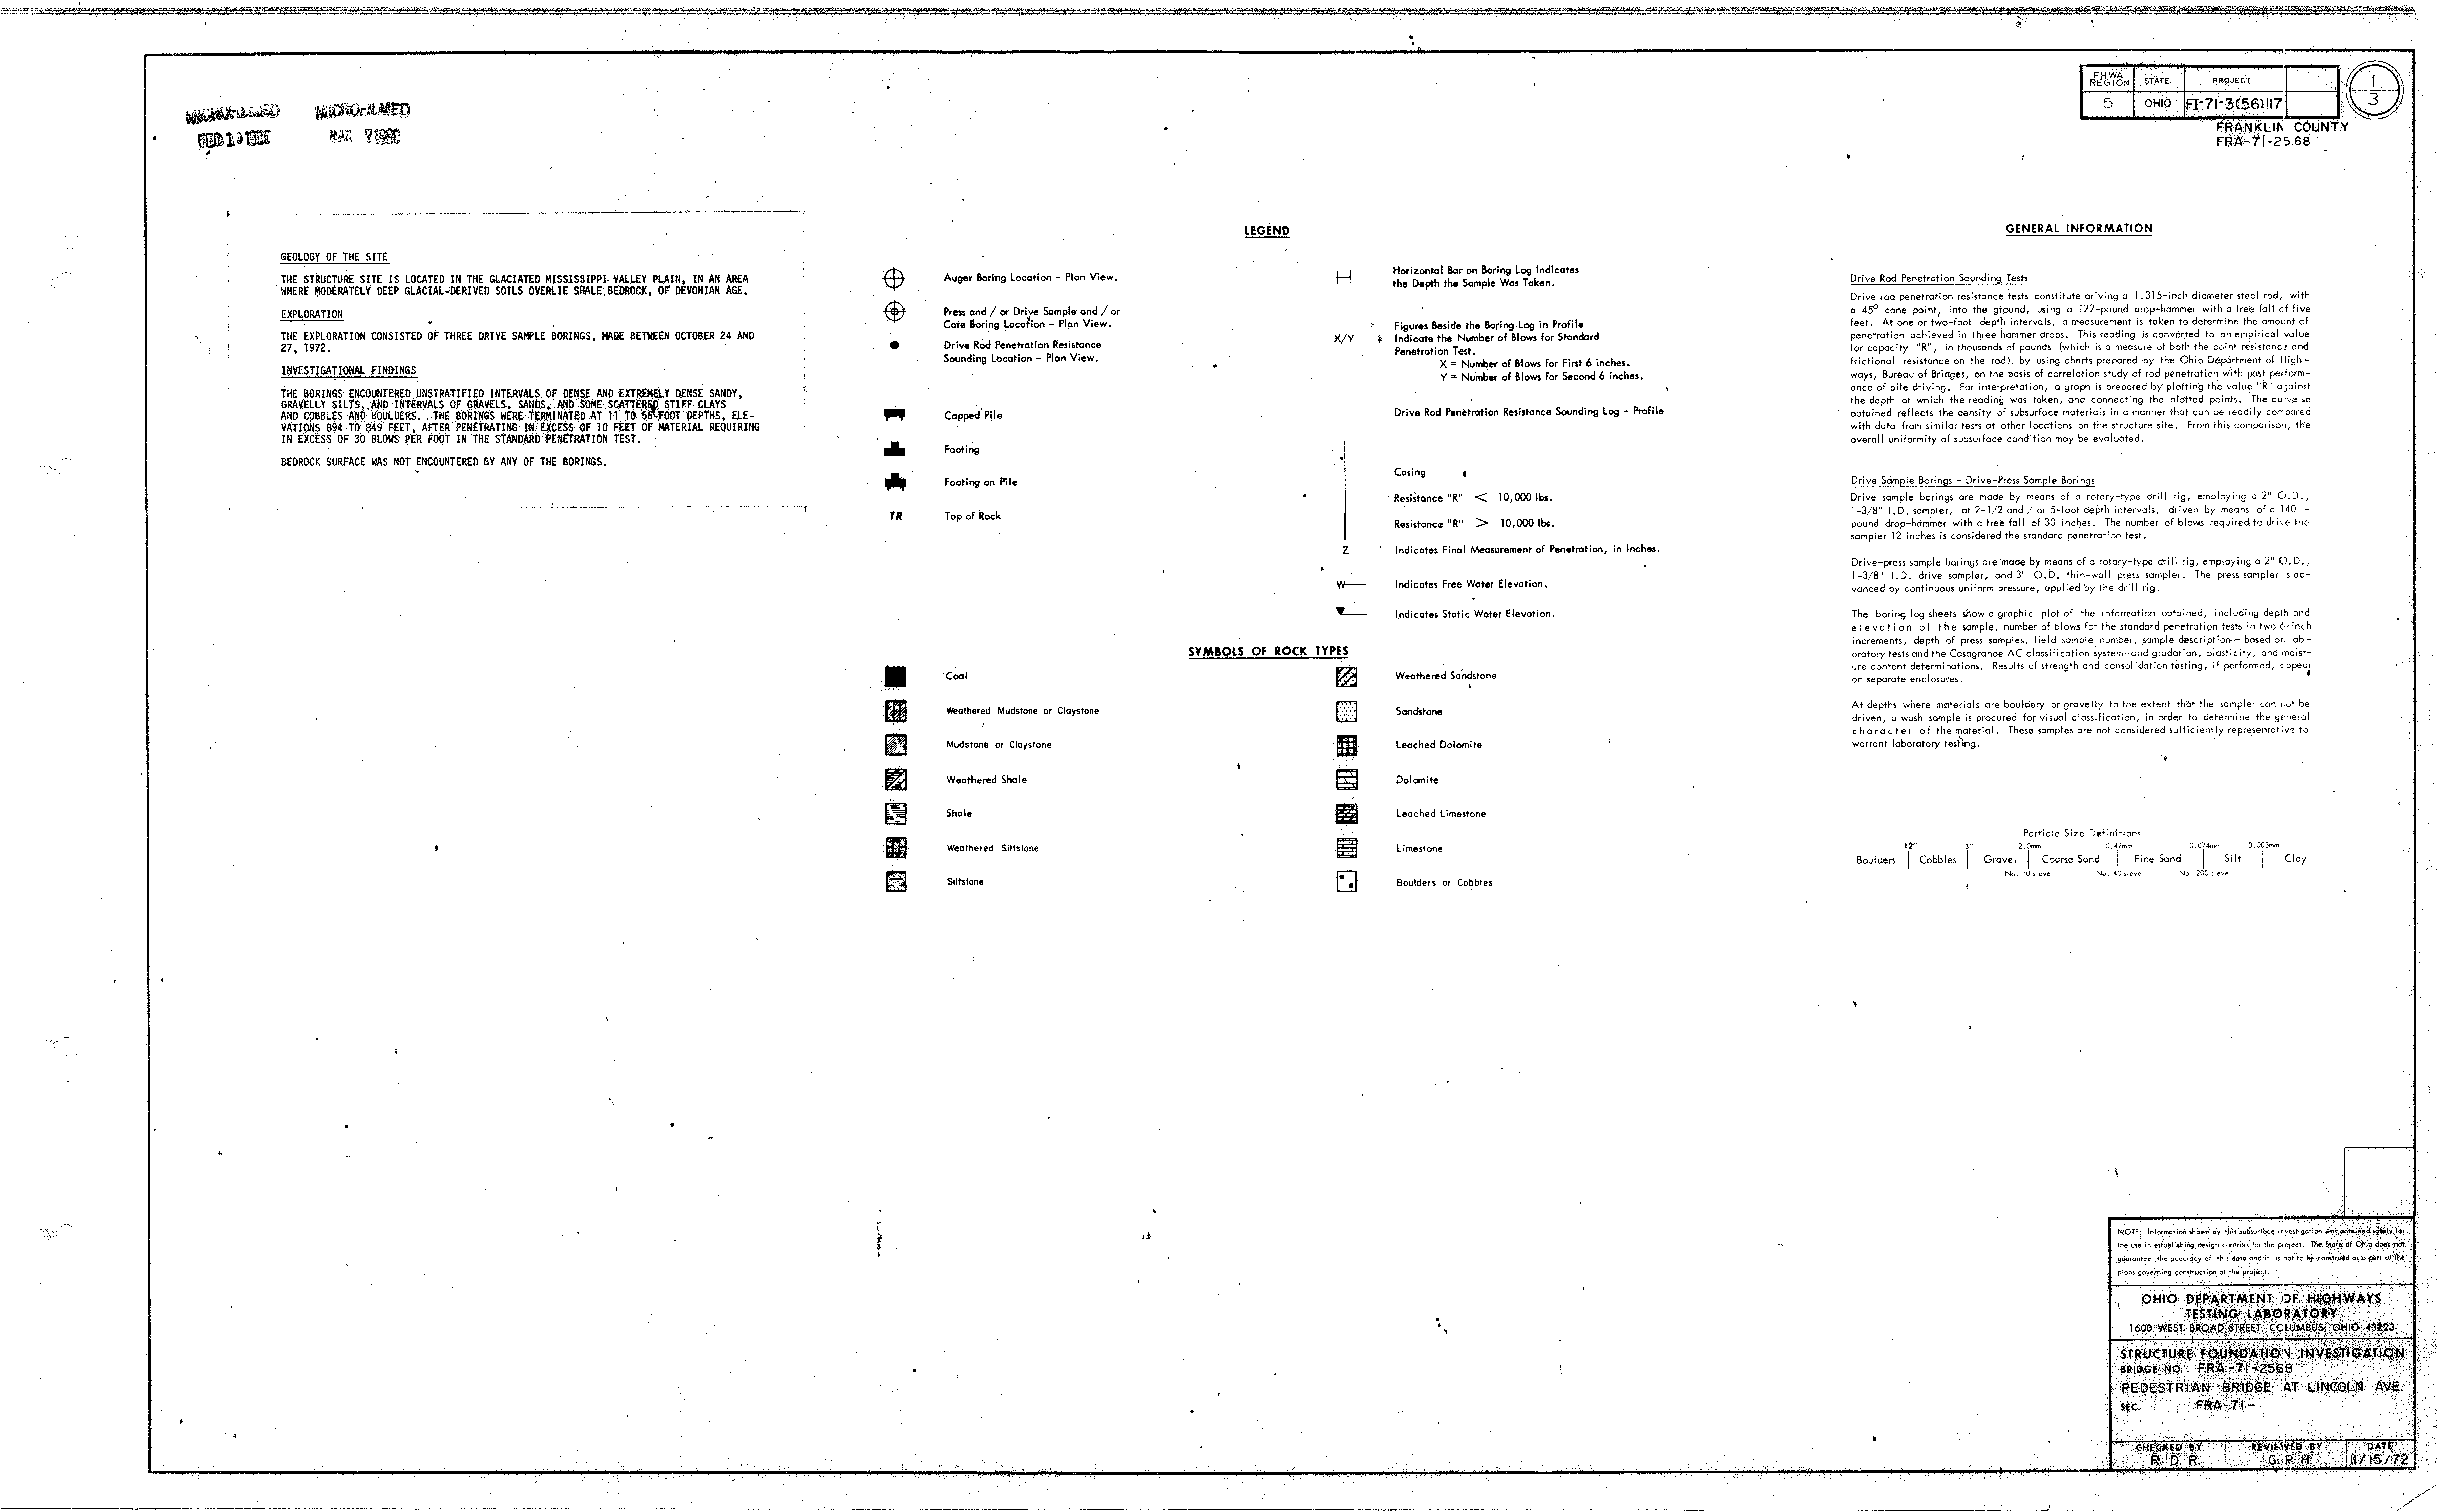 MICROFILMED MICROFILMED
FEB 1 1980 MAR 7 1980
FHWA REGION STATE PROJECT
5 OHIO FI-71-3(56)117
1
3
FRANKLIN COUNTY
FRA-71-25.68
GEOLOGY OF THE SITE
THE STRUCTURE SITE IS LOCATED IN THE GLACIATED MISSISSIPPI VALLEY PLAIN, IN AN AREA
WHERE MODERATELY DEEP GLACIAL-DERIVED SOILS OVERLIE SHALE BEDROCK, OF DEVONIAN AGE.
EXPLORATION
THE EXPLORATION CONSISTED OF THREE DRIVE SAMPLE BORINGS, MADE BETWEEN OCTOBER 24 AND
27, 1972.
INVESTIGATIONAL FINDINGS
THE BORINGS ENCOUNTERED UNSTRATIFIED INTERVALS OF DENSE AND EXTREMELY DENSE SANDY,
GRAVELLY SILTS, AND INTERVALS OF GRAVELS, SANDS, AND SOME SCATTERED STIFF CLAYS
AND COBBLES AND BOULDERS. THE BORINGS WERE TERMINATED AT 11 TO 56-FOOT DEPTHS, ELE-
VATIONS 894 TO 849 FEET, AFTER PENETRATING IN EXCESS OF 10 FEET OF MATERIAL REQUIRING
IN EXCESS OF 30 BLOWS PER FOOT IN THE STANDARD PENETRATION TEST.
BEDROCK SURFACE WAS NOT ENCOUNTERED BY ANY OF THE BORINGS.
LEGEND
Auger Boring Location - Plan View.
Press and / or Drive Sample and / or
Core Boring Location - Plan View.
Drive Rod Penetration Resistance
Sounding Location - Plan View.
Capped Pile
Footing
Footing on Pile
TR Top of Rock
Horizontal Bar on Boring Log Indicates
the Depth the Sample Was Taken.
Figures Beside the Boring Log in Profile
X/Y Indicate the Number of Blows for Standard
Penetration Test.
X = Number of Blows for First 6 inches.
Y = Number of Blows for Second 6 inches.
Drive Rod Penetration Resistance Sounding Log - Profile
Casing
Resistance "R" < 10,000 lbs.
Resistance "R" > 10,000 lbs.
Z Indicates Final Measurement of Penetration, in Inches.
W Indicates Free Water Elevation.
Indicates Static Water Elevation.
SYMBOLS OF ROCK TYPES
Coal
Weathered Mudstone or Claystone
Mudstone or Claystone
Weathered Shale
Shale
Weathered Siltstone
Siltstone
Weathered Sandstone
Sandstone
Leached Dolomite
Dolomite
Leached Limestone
Limestone
Boulders or Cobbles
GENERAL INFORMATION
Drive Rod Penetration Sounding Tests
Drive rod penetration resistance tests constitute driving a 1.315-inch diameter steel rod, with
a 45° cone point, into the ground, using a 122-pound drop-hammer with a free fall of five
feet. At one or two-foot depth intervals, a measurement is taken to determine the amount of
penetration achieved in three hammer drops. This reading is converted to an empirical value
for capacity "R", in thousands of pounds (which is a measure of both the point resistance and
frictional resistance on the rod), by using charts prepared by the Ohio Department of High-
ways, Bureau of Bridges, on the basis of correlation study of rod penetration with past perform-
ance of pile driving. For interpretation, a graph is prepared by plotting the value "R" against
the depth at which the reading was taken, and connecting the plotted points. The curve so
obtained reflects the density of subsurface materials in a manner that can be readily compared
with data from similar tests at other locations on the structure site. From this comparison, the
overall uniformity of subsurface condition may be evaluated.
Drive Sample Borings - Drive-Press Sample Borings
Drive sample borings are made by means of a rotary-type drill rig, employing a 2" O.D.,
1-3/8" I.D. sampler, at 2-1/2 and / or 5-foot depth intervals, driven by means of a 140 -
pound drop-hammer with a free fall of 30 inches. The number of blows required to drive the
sampler 12 inches is considered the standard penetration test.
Drive-press sample borings are made by means of a rotary-type drill rig, employing a 2" O.D.,
1-3/8" I.D. drive sampler, and 3" O.D. thin-wall press sampler. The press sampler is ad-
vanced by continuous uniform pressure, applied by the drill rig.
The boring log sheets show a graphic plot of the information obtained, including depth and
elevation of the sample, number of blows for the standard penetration tests in two 6-inch
increments, depth of press samples, field sample number, sample description - based on lab -
oratory tests and the Casagrande AC classification system - and gradation, plasticity, and moist-
ure content determinations. Results of strength and consolidation testing, if performed, appear
on separate enclosures.
At depths where materials are bouldery or gravelly to the extent that the sampler can not be
driven, a wash sample is procured for visual classification, in order to determine the general
character of the material. These samples are not considered sufficiently representative to
warrant laboratory testing.
Particle Size Definitions
12" 3" 2.0mm 0.42mm 0.074mm 0.005mm
Boulders Cobbles Gravel Coarse Sand Fine Sand Silt Clay
No. 10 sieve No. 40 sieve No. 200 sieve
NOTE: Information shown by this subsurface investigation was obtained solely for
the use in establishing design controls for the project. The State of Ohio does not
guarantee the accuracy of this data and it is not to be construed as a part of the
plans governing construction of the project.
OHIO DEPARTMENT OF HIGHWAYS
TESTING LABORATORY
1600 WEST BROAD STREET, COLUMBUS, OHIO 43223
STRUCTURE FOUNDATION INVESTIGATION
BRIDGE NO. FRA-71-2568
PEDESTRIAN BRIDGE AT LINCOLN AVE.
SEC. FRA-71-
CHECKED BY REVIEWED BY DATE
R. D. R. G. P. H. 11/15/72